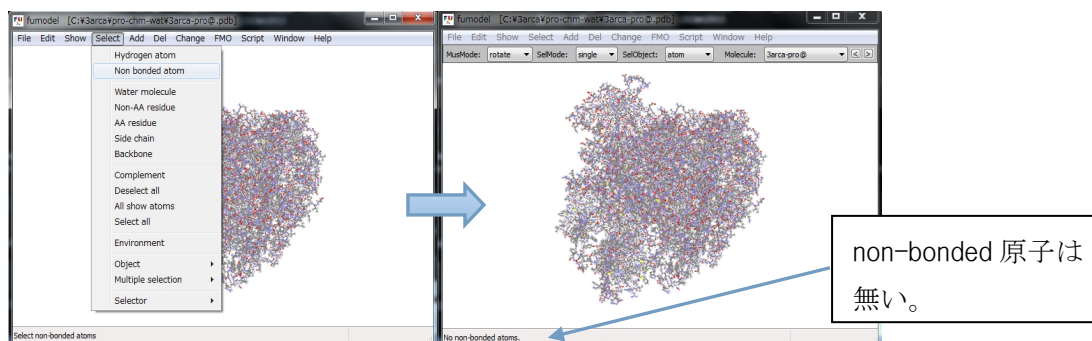 fumodel [C:¥3arca¥pro-chm-wat¥3arca-pro@.pdb]
File Edit Show Select Add Del Change FMO Script Window Help
Hydrogen atom
Non bonded atom
Water molecule
Non-AA residue
AA residue
Side chain
Backbone
Complement
Deselect all
All show atoms
Select all
Environment
Object
Multiple selection
Selector
Select non-bonded atoms
fumodel [C:¥3arca¥pro-chm-wat¥3arca-pro@.pdb]
File Edit Show Select Add Del Change FMO Script Window Help
MusMode: rotate SelMode: single SelObject: atom Molecule: 3arca-pro@
No non-bonded atoms.
non-bonded 原子は
無い。